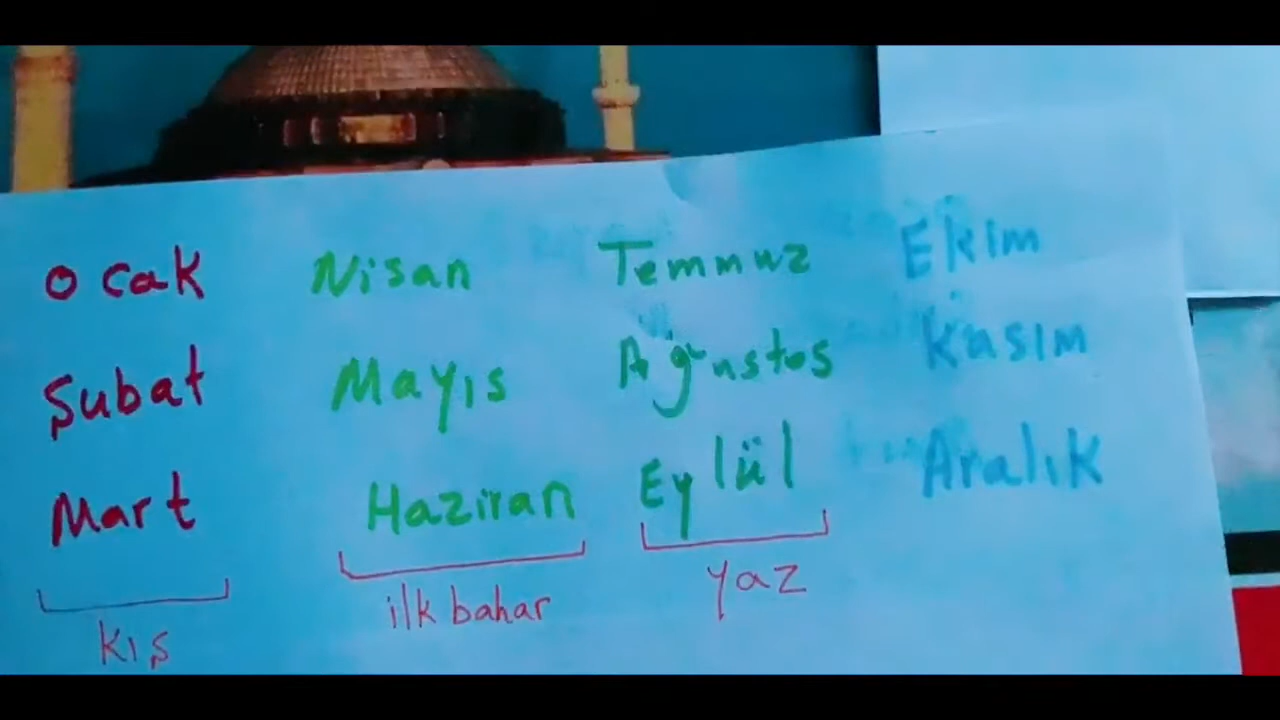 Ocak Nisan Temmuz Ekim
Şubat Mayıs Ağustos Kasım
Mart Haziran Eylül Aralık
kış ilk bahar yaz